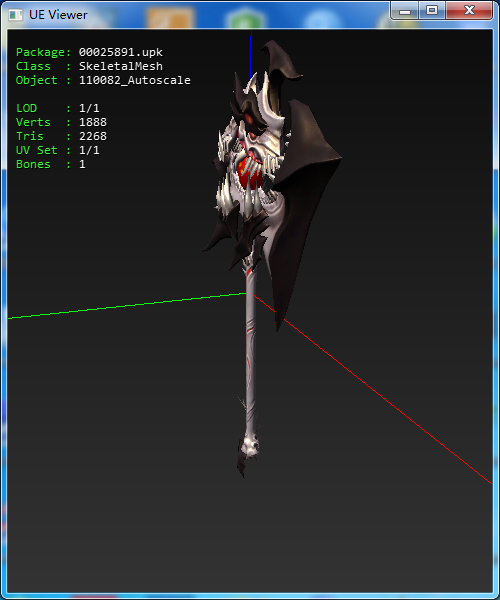 UE Viewer
Package: 00025891.upk
Class : SkeletalMesh
Object : 110082_Autoscale
LOD : 1/1
Verts : 1888
Tris : 2268
UV Set : 1/1
Bones : 1